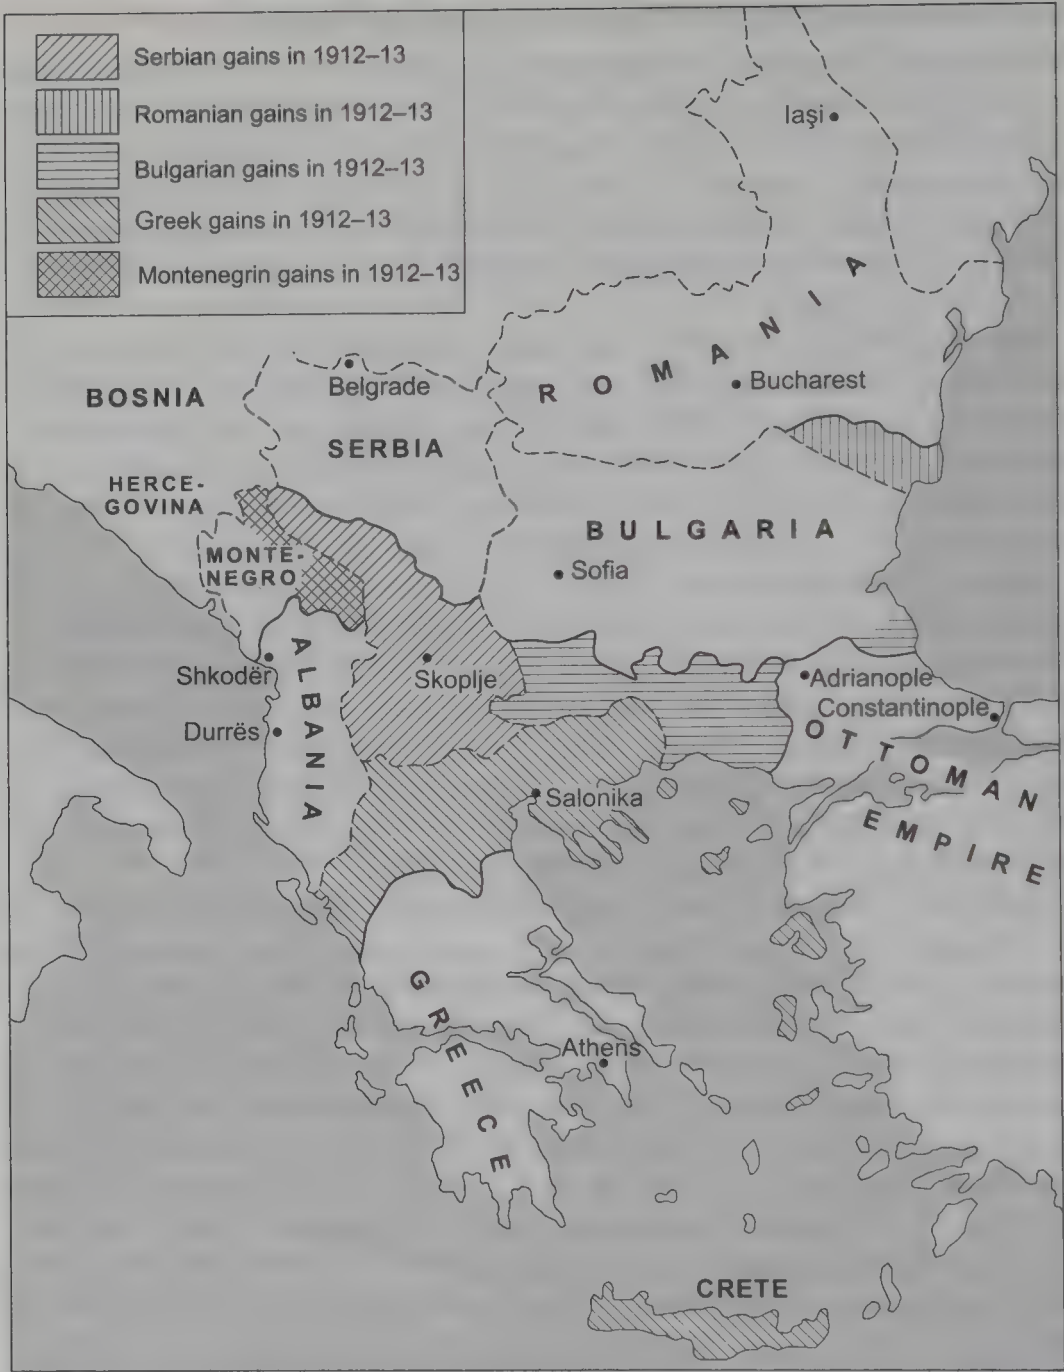 Serbian gains in 1912–13
Romanian gains in 1912–13
Bulgarian gains in 1912–13
Greek gains in 1912–13
Montenegrin gains in 1912–13
Iaşi
ROMANIA
Bucharest
BOSNIA
Belgrade
SERBIA
HERCE-
GOVINA
MONTE-
NEGRO
BULGARIA
Sofia
ALBANIA
Shkodër
Skoplje
Durrës
Adrianople
Constantinople
OTTOMAN
EMPIRE
Salonika
GREECE
Athens
CRETE